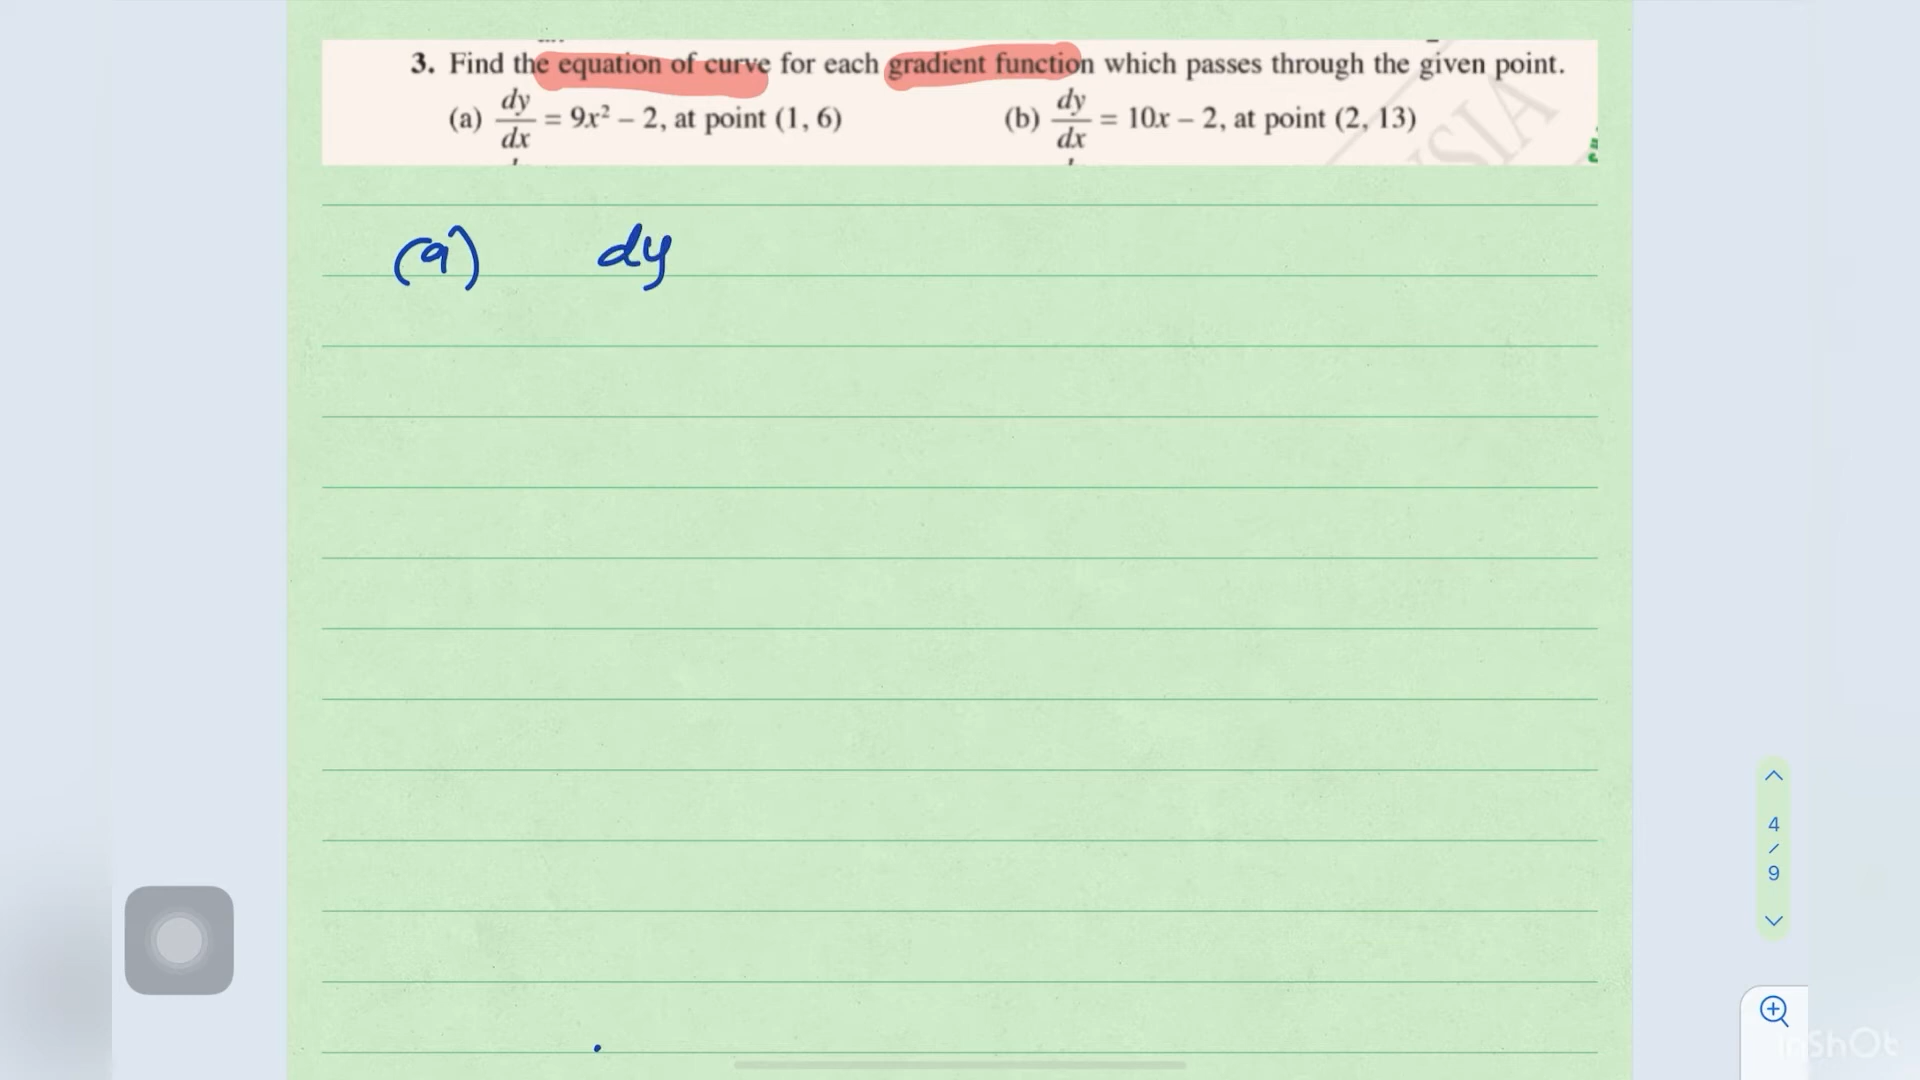 3. Find the equation of curve for each gradient function which passes through the given point.
(a) dy/dx = 9x² – 2, at point (1, 6)
(b) dy/dx = 10x – 2, at point (2, 13)
YSIA
(a) dy
4
/
9
InShOt